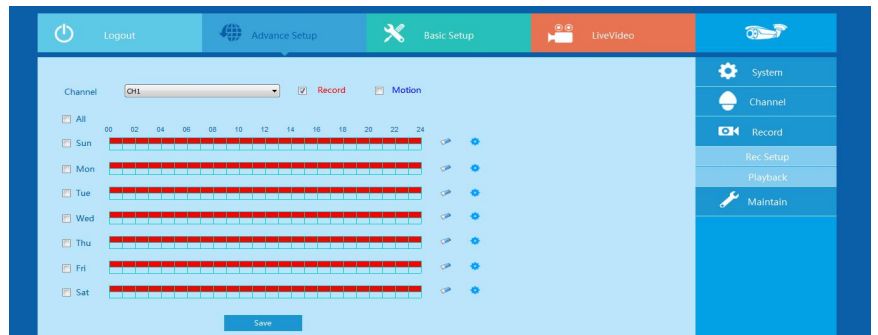 Logout Advance Setup Basic Setup LiveVideo
System
Channel CH1 Record Motion
Channel
All
00 02 04 06 08 10 12 14 16 18 20 22 24
Record
Sun
Rec Setup
Mon
Playback
Tue
Maintain
Wed
Thu
Fri
Sat
Save